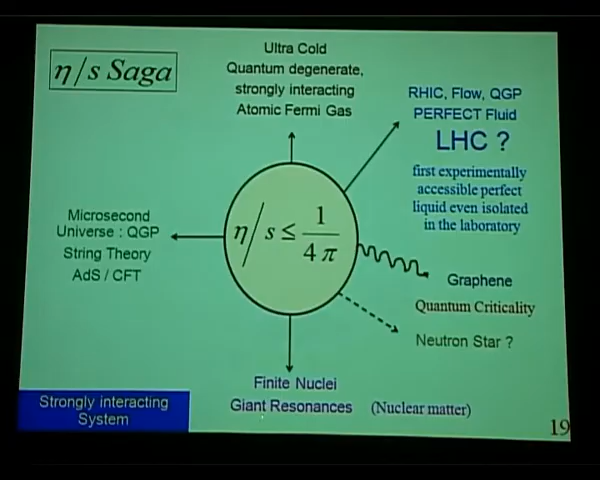 η/s Saga
Ultra Cold
Quantum degenerate,
strongly interacting
Atomic Fermi Gas
RHIC, Flow, QGP
PERFECT Fluid
LHC ?
first experimentally
accessible perfect
liquid even isolated
in the laboratory
Microsecond
Universe : QGP
String Theory
AdS / CFT
η/s ≤ 1/4π
Graphene
Quantum Criticality
Neutron Star ?
Finite Nuclei
Giant Resonances (Nuclear matter)
Strongly interacting
System
19